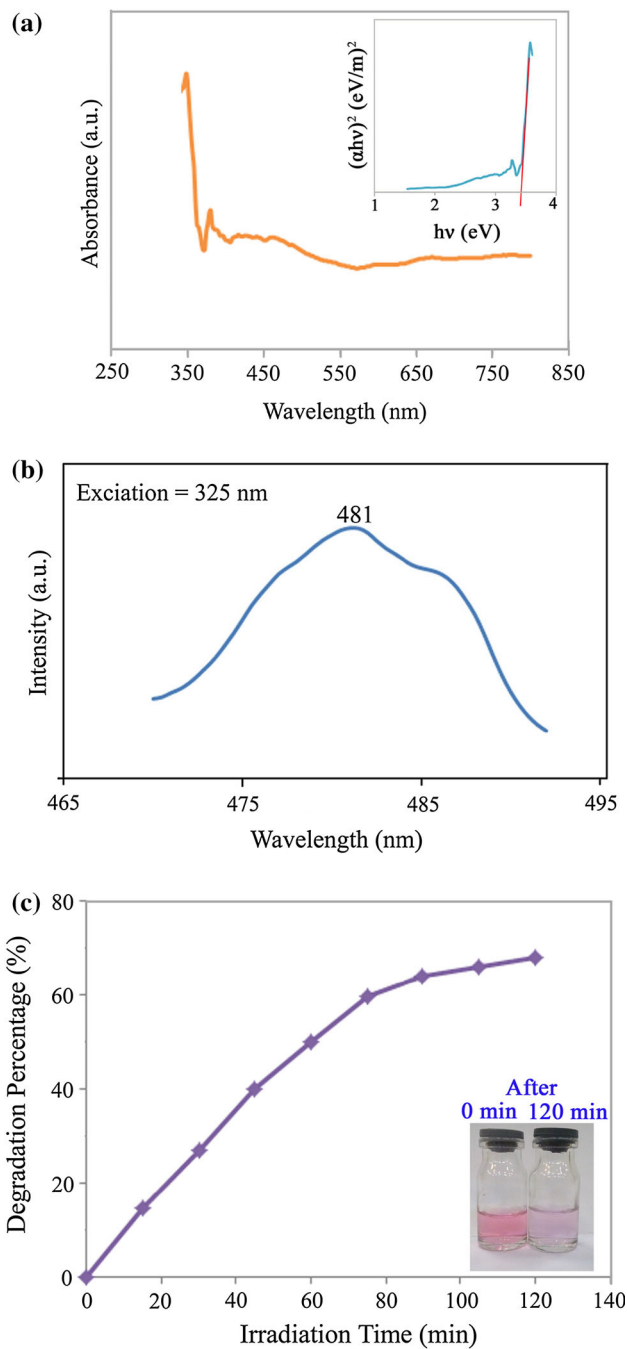 (a)
Absorbance (a.u.)
(αhν)² (eV/m)²
1 2 3 4
hν (eV)
250 350 450 550 650 750 850
Wavelength (nm)
(b)
Exciation = 325 nm
481
Intensity (a.u.)
465 475 485 495
Wavelength (nm)
(c)
80
60
40
20
0
Degradation Percentage (%)
After
0 min 120 min
0 20 40 60 80 100 120 140
Irradiation Time (min)